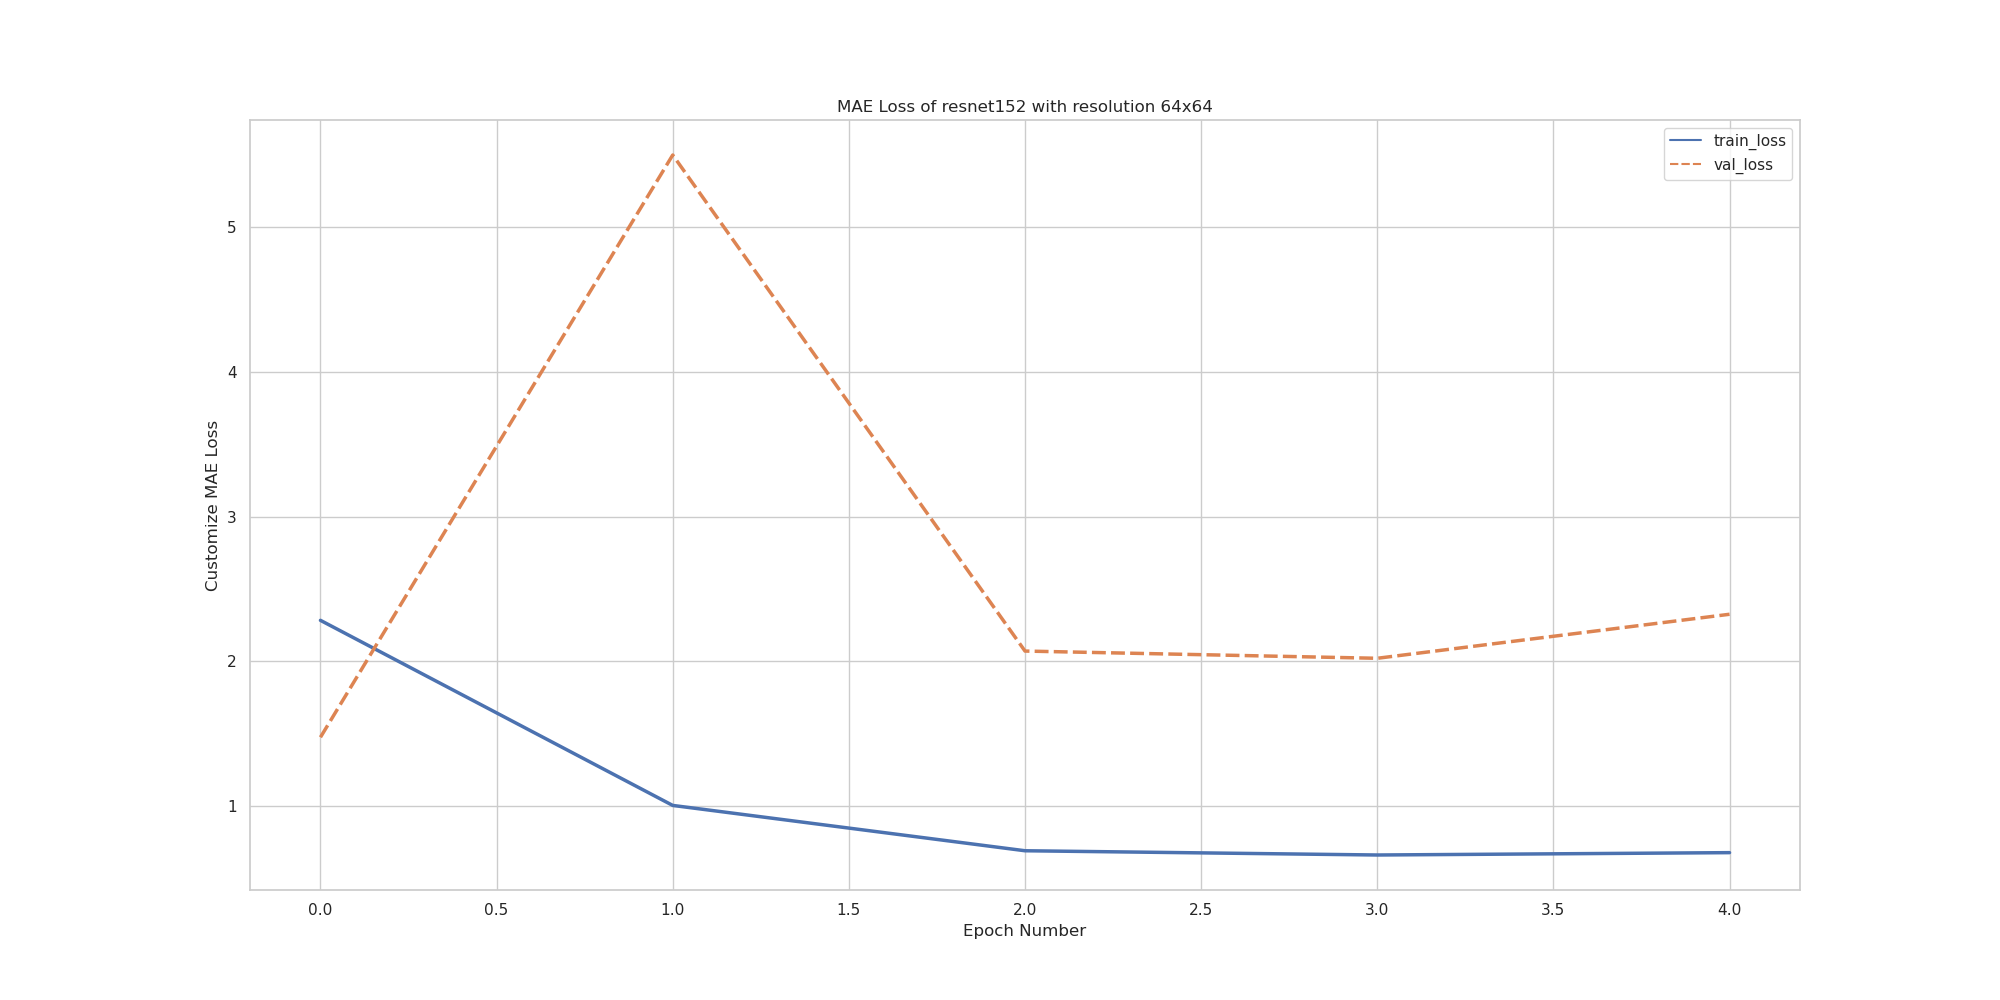 MAE Loss of resnet152 with resolution 64x64
train_loss
val_loss
Customize MAE Loss
5
4
3
2
1
0.0 0.5 1.0 1.5 2.0 2.5 3.0 3.5 4.0
Epoch Number